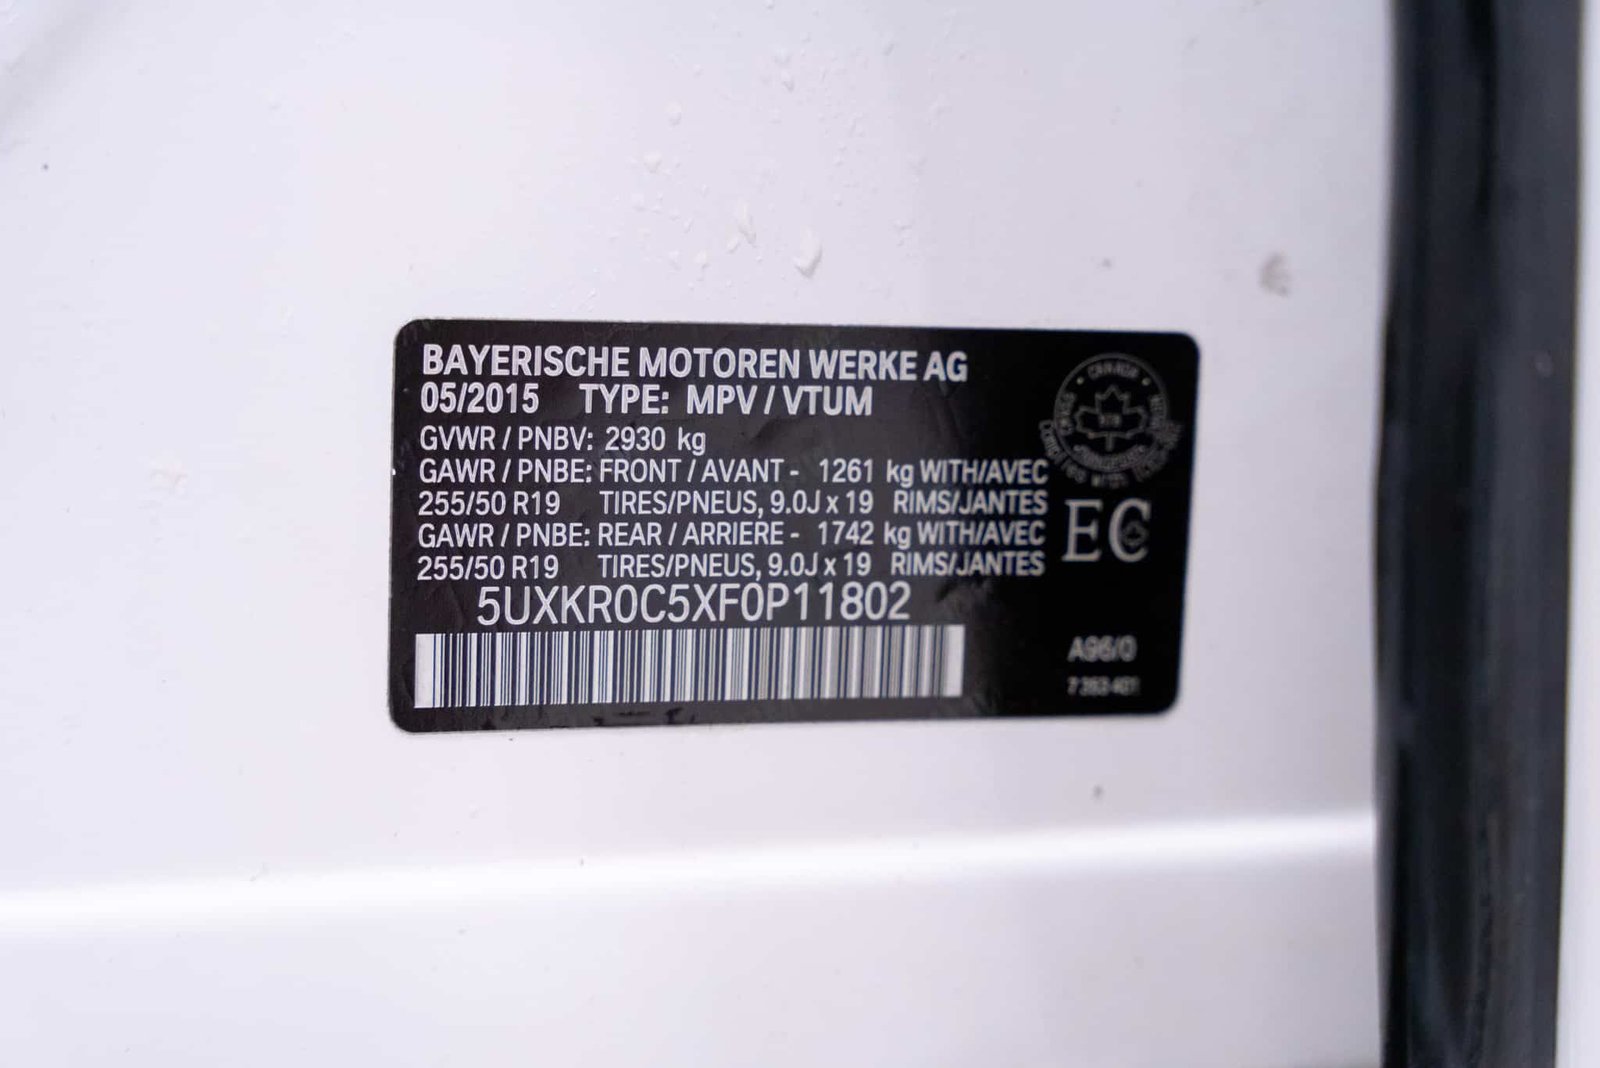 BAYERISCHE MOTOREN WERKE AG
05/2015 TYPE: MPV / VTUM
GVWR / PNBV: 2930 kg
GAWR / PNBE: FRONT / AVANT - 1261 kg WITH/AVEC
255/50 R19 TIRES/PNEUS, 9.0J x 19 RIMS/JANTES
GAWR / PNBE: REAR / ARRIERE - 1742 kg WITH/AVEC
255/50 R19 TIRES/PNEUS, 9.0J x 19 RIMS/JANTES
5UXKR0C5XF0P11802
CANADA
EC
A96/0